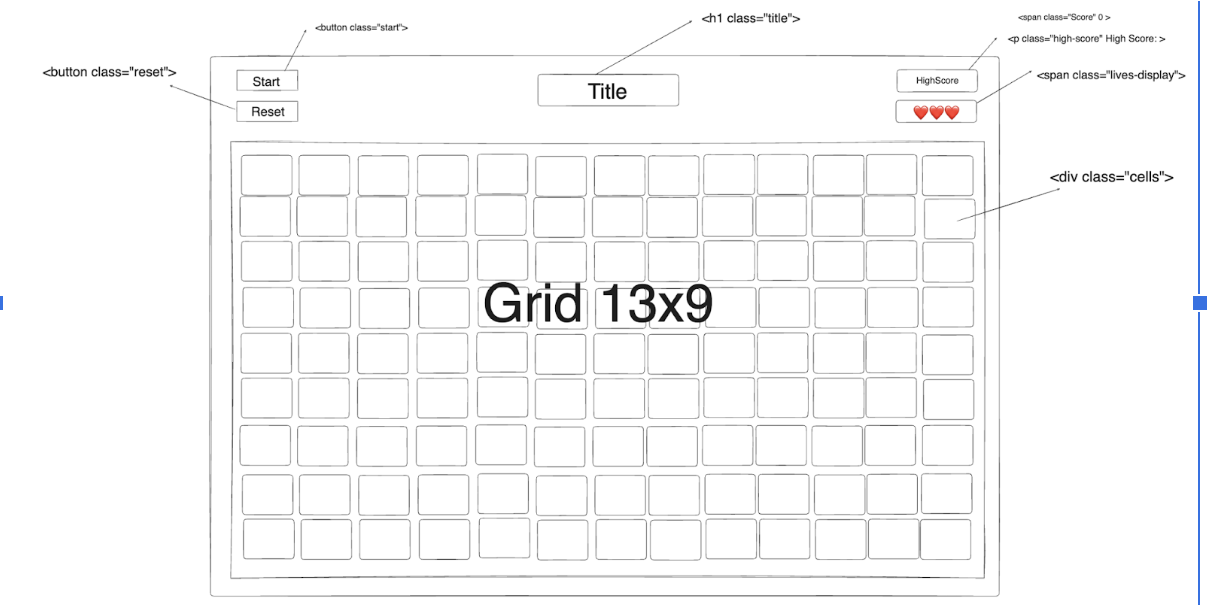 <span class="Score" 0 >
<button class="start">
<h1 class="title">
<p class="high-score" High Score: >
<button class="reset">
<span class="lives-display">
Start
Title
HighScore
Reset
❤️❤️❤️
<div class="cells">
Grid 13x9